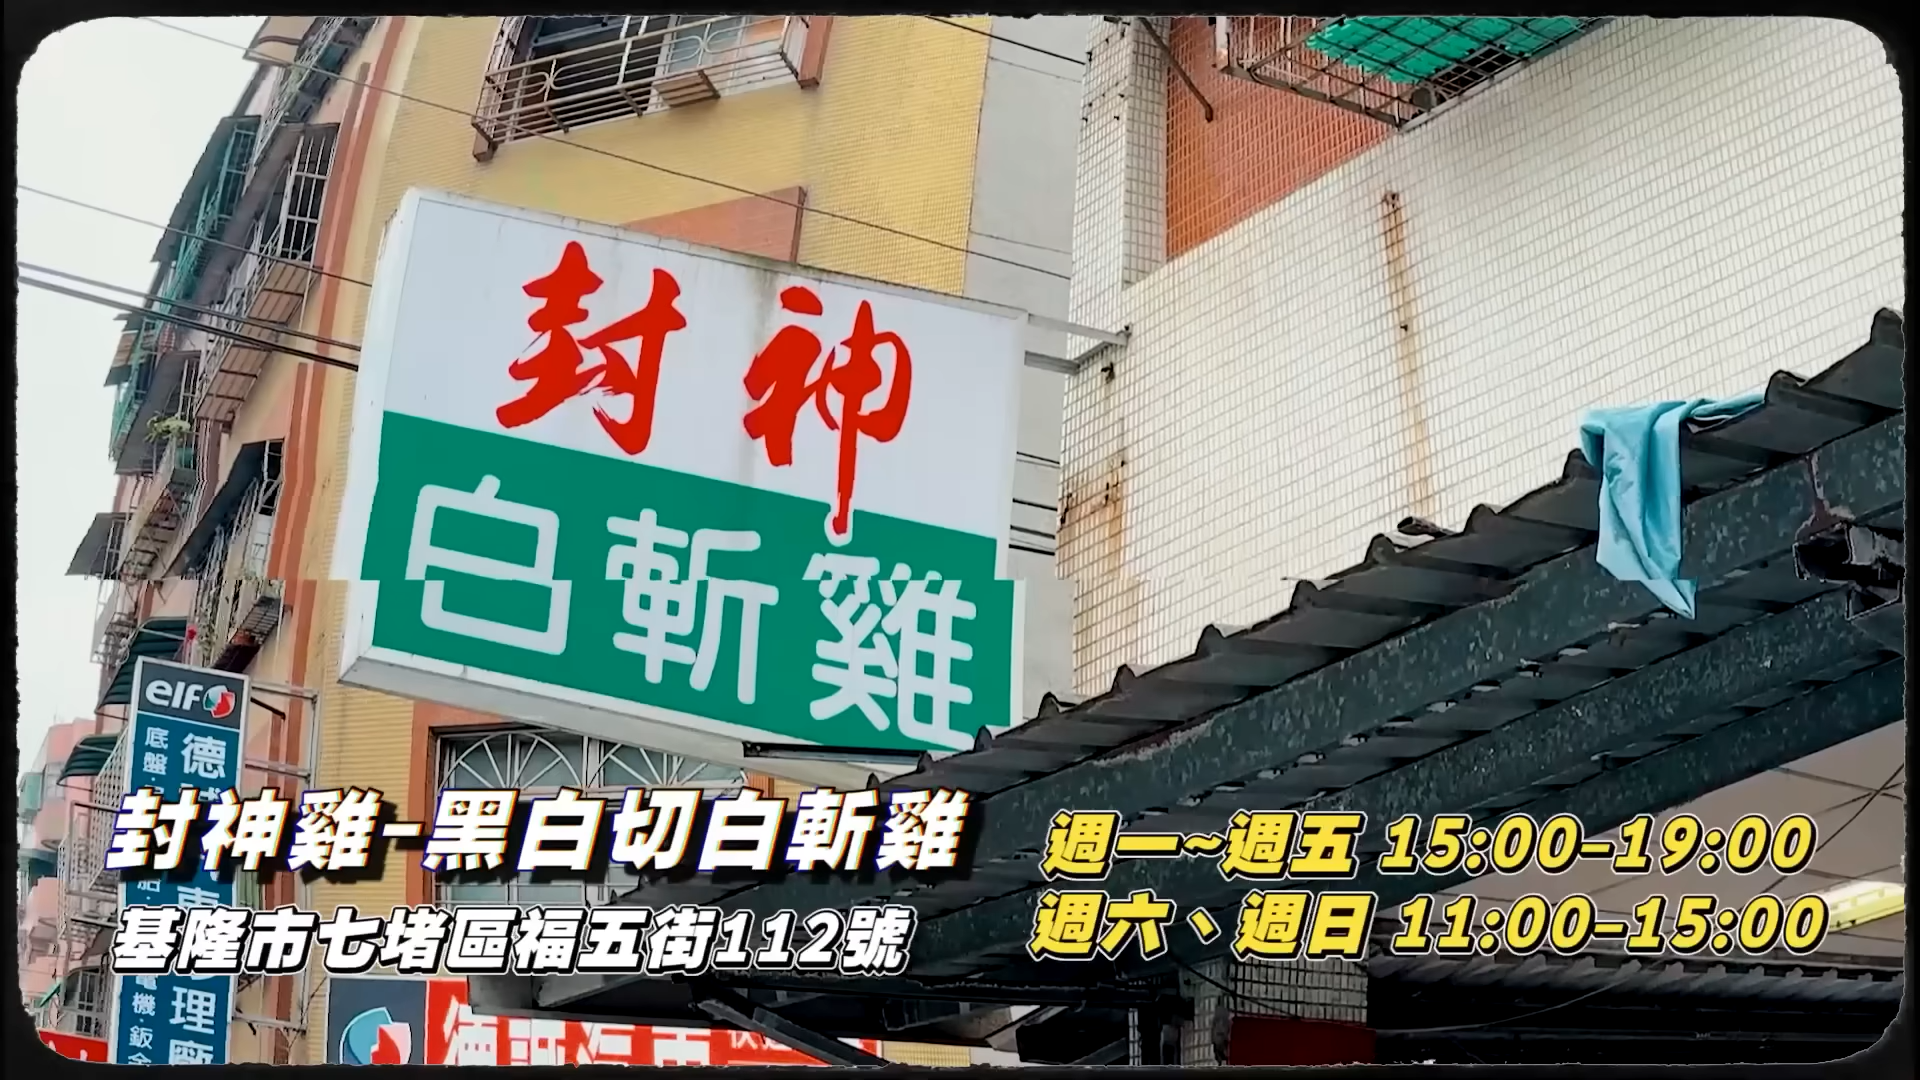 封神
白斬雞
elf
德
底盤
封神雞-黑白切白斬雞
週一~週五 15:00-19:00
基隆市七堵區福五街112號
週六、週日 11:00-15:00
電機·鈑金
理廠